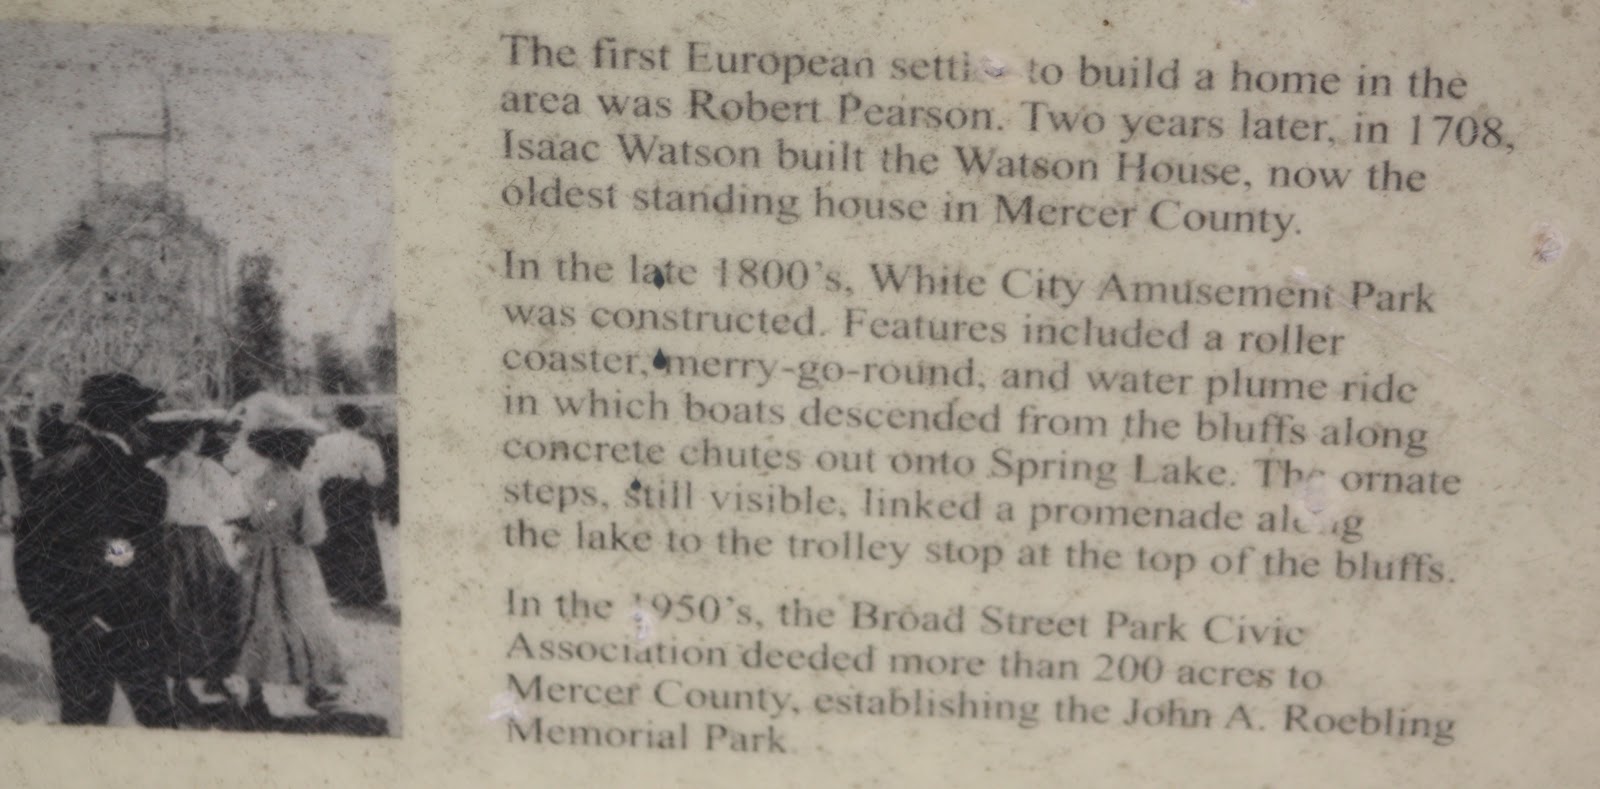 The first European to build a home in the
area was Robert Pearson. Two years later, in 1708,
Isaac Watson built the Watson House, now the
oldest standing house in Mercer County.
In the late 1800's, White City Amusement Park
was constructed. Features included a roller
coaster, merry-go-round, and water plume ride
in which boats descended from the bluffs along
concrete chutes out onto Spring Lake. The ornate
steps, still visible, linked a promenade along
the lake to the trolley stop at the top of the bluffs.
In the 1950's, the Broad Street Park Civic
Association deeded more than 200 acres to
Mercer County, establishing the John A. Roebling
Memorial Park.